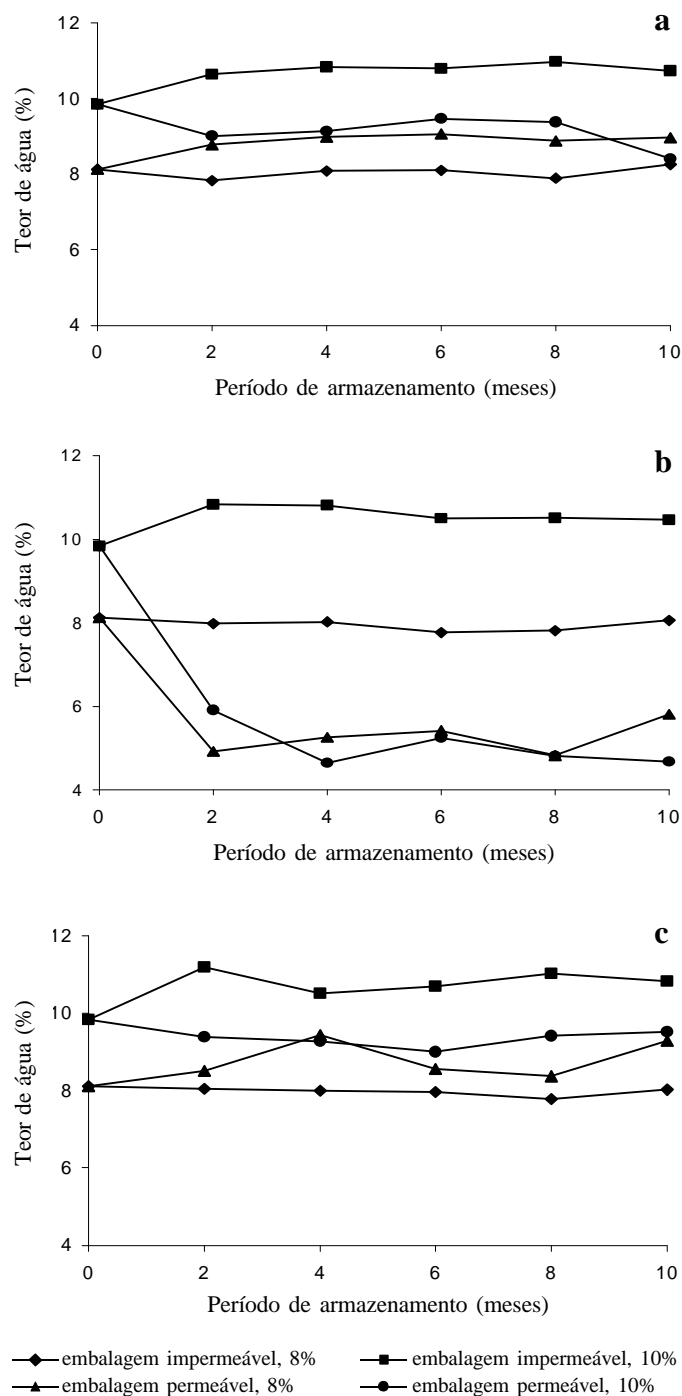 a
12
10
8
6
4
Teor de água (%)
0 2 4 6 8 10
Período de armazenamento (meses)
b
12
10
8
6
4
Teor de água (%)
0 2 4 6 8 10
Período de armazenamento (meses)
c
12
10
8
6
4
Teor de água (%)
0 2 4 6 8 10
Período de armazenamento (meses)
embalagem impermeável, 8% embalagem impermeável, 10%
embalagem permeável, 8% embalagem permeável, 10%